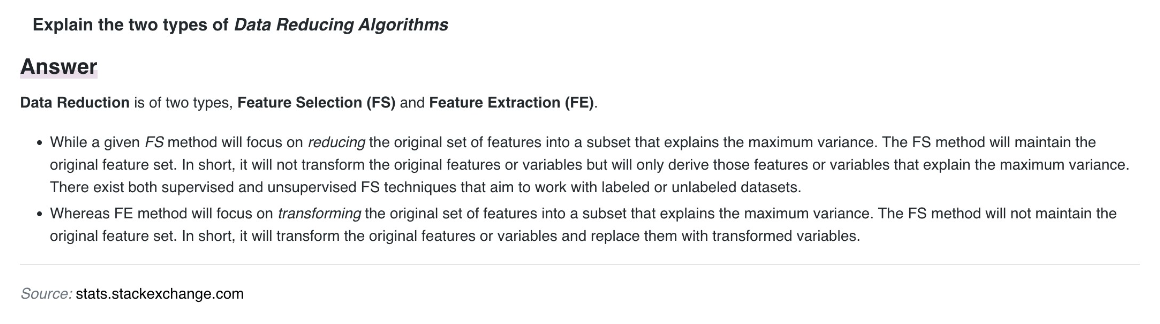 Explain the two types of Data Reducing Algorithms
Answer
Data Reduction is of two types, Feature Selection (FS) and Feature Extraction (FE).
• While a given FS method will focus on reducing the original set of features into a subset that explains the maximum variance. The FS method will maintain the
original feature set. In short, it will not transform the original features or variables but will only derive those features or variables that explain the maximum variance.
There exist both supervised and unsupervised FS techniques that aim to work with labeled or unlabeled datasets.
• Whereas FE method will focus on transforming the original set of features into a subset that explains the maximum variance. The FS method will not maintain the
original feature set. In short, it will transform the original features or variables and replace them with transformed variables.
Source: stats.stackexchange.com